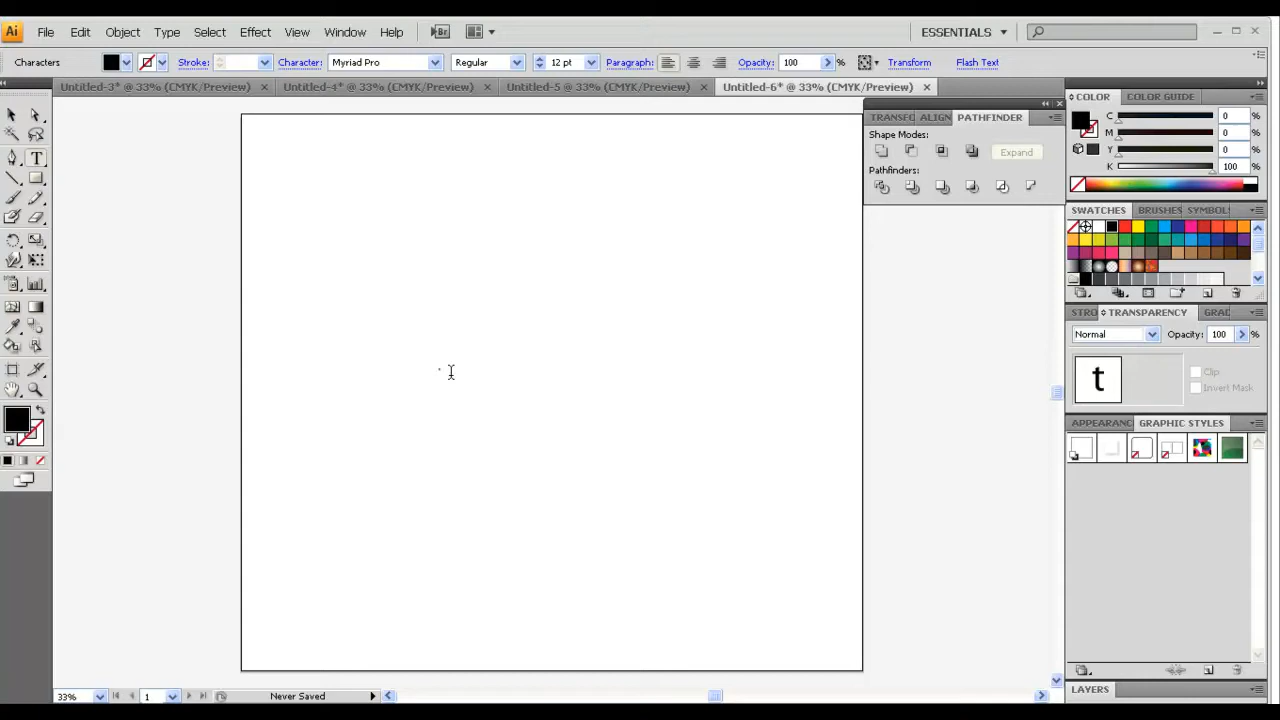 Ai File Edit Object Type Select Effect View Window Help Br ESSENTIALS
Characters Stroke: Character: Myriad Pro Regular 12 pt Paragraph: Opacity: 100 % Transform Flash Text
Untitled-3* @ 33% (CMYK/Preview) Untitled-4* @ 33% (CMYK/Preview) Untitled-5 @ 33% (CMYK/Preview) Untitled-6* @ 33% (CMYK/Preview)
COLOR COLOR GUIDE
C 0 %
M 0 %
Y 0 %
K 100 %
ALIGN PATHFINDER
Shape Modes:
Expand
Pathfinders:
SWATCHES BRUSHES SYMBOL
STRO TRANSPARENCY GRAD
Normal Opacity: 100 %
t
Clip
Invert Mask
APPEARANC GRAPHIC STYLES
LAYERS
33% 1 Never Saved